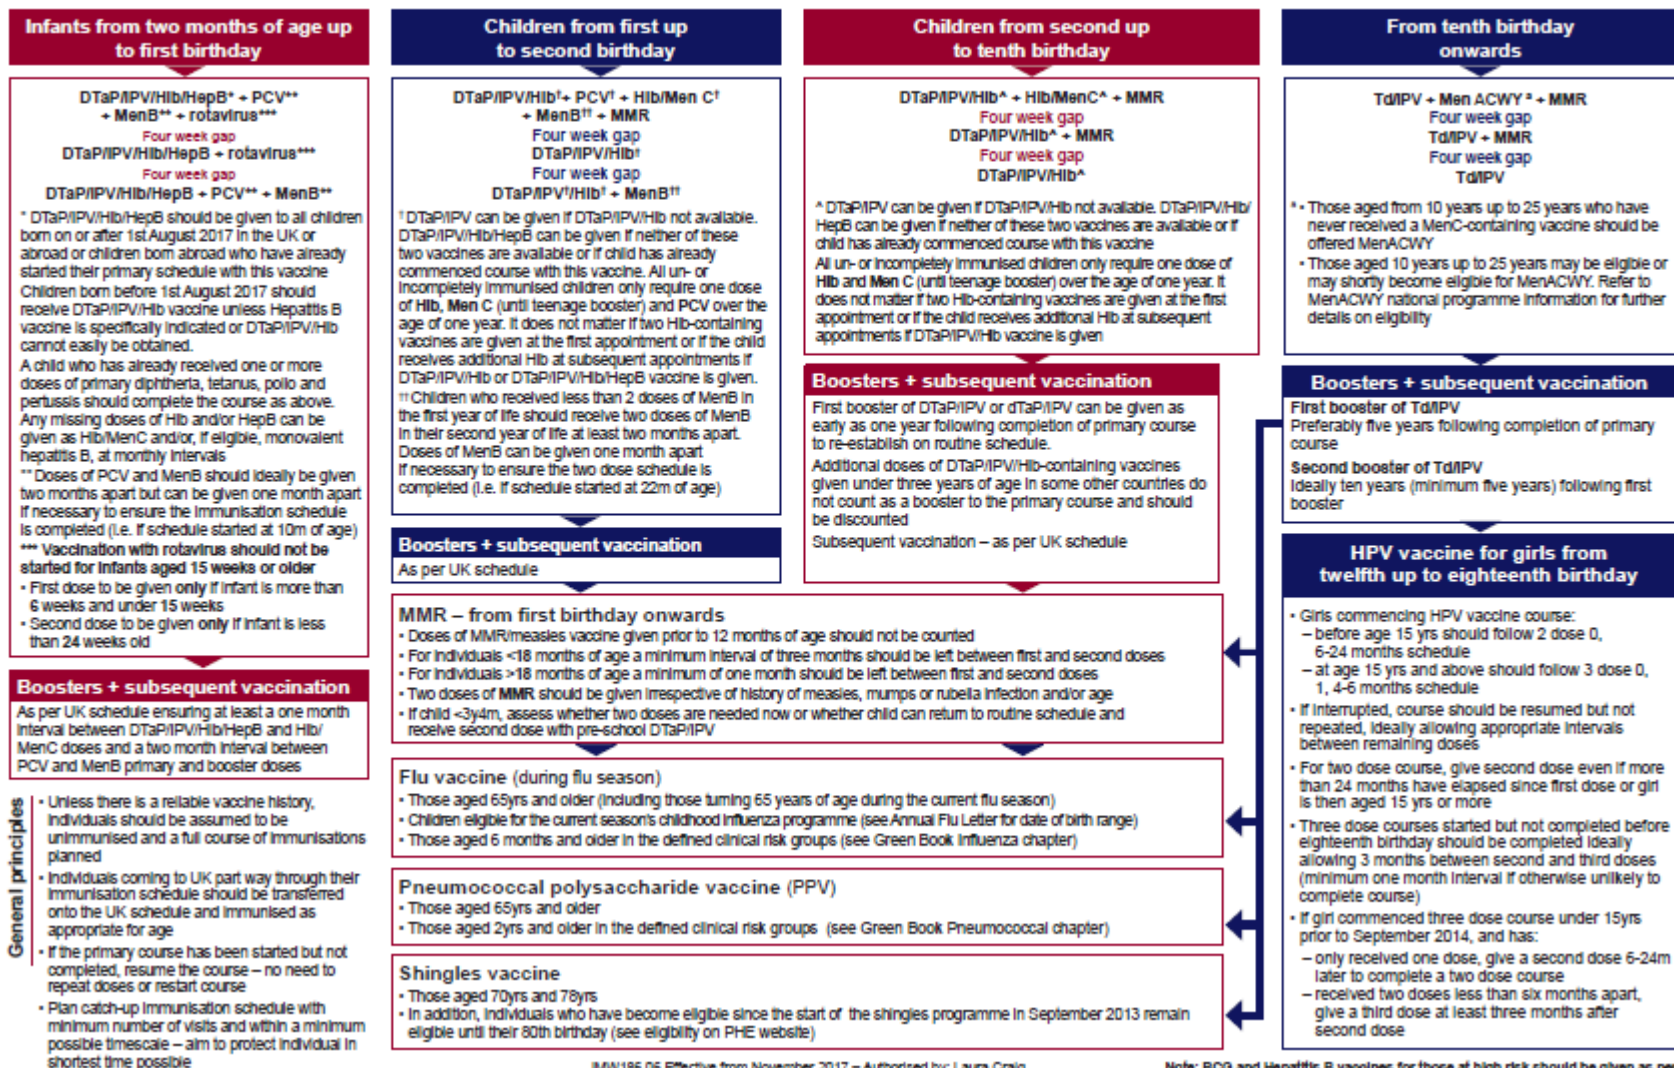 Infants from two months of age up
to first birthday
DTaP/IPV/Hib/HepB* + PCV**
+ MenB** + rotavirus***
Four week gap
DTaP/IPV/Hib/HepB + rotavirus***
Four week gap
DTaP/IPV/Hib/HepB + PCV** + MenB**
* DTaP/IPV/Hib/HepB should be given to all children
born on or after 1st August 2017 in the UK or
abroad or children born abroad who have already
started their primary schedule with this vaccine
Children born before 1st August 2017 should
receive DTaP/IPV/Hib vaccine unless Hepatitis B
vaccine is specifically indicated or DTaP/IPV/Hib
cannot easily be obtained.
A child who has already received one or more
doses of primary diphtheria, tetanus, polio and
pertussis should complete the course as above.
Any missing doses of Hib and/or HepB can be
given as Hib/MenC and/or, if eligible, monovalent
hepatitis B, at monthly intervals
** Doses of PCV and MenB should ideally be given
two months apart but can be given one month apart
if necessary to ensure the immunisation schedule
is completed (i.e. if schedule started at 10m of age)
*** Vaccination with rotavirus should not be
started for infants aged 15 weeks or older
• First dose to be given only if infant is more than
6 weeks and under 15 weeks
• Second dose to be given only if infant is less
than 24 weeks old
Boosters + subsequent vaccination
As per UK schedule ensuring at least a one month
interval between DTaP/IPV/Hib/HepB and Hib/
MenC doses and a two month interval between
PCV and MenB primary and booster doses
General principles
• Unless there is a reliable vaccine history,
individuals should be assumed to be
unimmunised and a full course of immunisations
planned
• Individuals coming to UK part way through their
immunisation schedule should be transferred
onto the UK schedule and immunised as
appropriate for age
• If the primary course has been started but not
completed, resume the course – no need to
repeat doses or restart course
• Plan catch-up immunisation schedule with
minimum number of visits and within a minimum
possible timescale – aim to protect individual in
shortest time possible
Children from first up
to second birthday
DTaP/IPV/Hib†+ PCV† + Hib/Men C†
+ MenB†† + MMR
Four week gap
DTaP/IPV/Hib†
Four week gap
DTaP/IPV†/Hib† + MenB††
† DTaP/IPV can be given if DTaP/IPV/Hib not available.
DTaP/IPV/Hib/HepB can be given if neither of these
two vaccines are available or if child has already
commenced course with this vaccine. All un- or
incompletely immunised children only require one dose
of Hib, Men C (until teenage booster) and PCV over the
age of one year. It does not matter if two Hib-containing
vaccines are given at the first appointment or if the child
receives additional Hib at subsequent appointments if
DTaP/IPV/Hib or DTaP/IPV/Hib/HepB vaccine is given.
†† Children who received less than 2 doses of MenB in
the first year of life should receive two doses of MenB
in their second year of life at least two months apart.
Doses of MenB can be given one month apart
if necessary to ensure the two dose schedule is
completed (i.e. if schedule started at 22m of age)
Boosters + subsequent vaccination
As per UK schedule
Children from second up
to tenth birthday
DTaP/IPV/Hib^ + Hib/MenC^ + MMR
Four week gap
DTaP/IPV/Hib^ + MMR
Four week gap
DTaP/IPV/Hib^
^ DTaP/IPV can be given if DTaP/IPV/Hib not available. DTaP/IPV/Hib/
HepB can be given if neither of these two vaccines are available or if
child has already commenced course with this vaccine
All un- or incompletely immunised children only require one dose of
Hib and Men C (until teenage booster) over the age of one year. It
does not matter if two Hib-containing vaccines are given at the first
appointment or if the child receives additional Hib at subsequent
appointments if DTaP/IPV/Hib vaccine is given
Boosters + subsequent vaccination
First booster of DTaP/IPV or dTaP/IPV can be given as
early as one year following completion of primary course
to re-establish on routine schedule.
Additional doses of DTaP/IPV/Hib-containing vaccines
given under three years of age in some other countries do
not count as a booster to the primary course and should
be discounted
Subsequent vaccination – as per UK schedule
MMR – from first birthday onwards
• Doses of MMR/measles vaccine given prior to 12 months of age should not be counted
• For individuals <18 months of age a minimum interval of three months should be left between first and second doses
• For individuals >18 months of age a minimum of one month should be left between first and second doses
• Two doses of MMR should be given irrespective of history of measles, mumps or rubella infection and/or age
• If child <3y4m, assess whether two doses are needed now or whether child can return to routine schedule and
receive second dose with pre-school DTaP/IPV
Flu vaccine (during flu season)
• Those aged 65yrs and older (including those turning 65 years of age during the current flu season)
• Children eligible for the current season's childhood influenza programme (see Annual Flu Letter for date of birth range)
• Those aged 6 months and older in the defined clinical risk groups (see Green Book Influenza chapter)
Pneumococcal polysaccharide vaccine (PPV)
• Those aged 65yrs and older
• Those aged 2yrs and older in the defined clinical risk groups (see Green Book Pneumococcal chapter)
Shingles vaccine
• Those aged 70yrs and 78yrs
• In addition, individuals who have become eligible since the start of the shingles programme in September 2013 remain
eligible until their 80th birthday (see eligibility on PHE website)
From tenth birthday
onwards
Td/IPV + Men ACWY a + MMR
Four week gap
Td/IPV + MMR
Four week gap
Td/IPV
a • Those aged from 10 years up to 25 years who have
never received a MenC-containing vaccine should be
offered MenACWY
• Those aged 10 years up to 25 years may be eligible or
may shortly become eligible for MenACWY. Refer to
MenACWY national programme information for further
details on eligibility
Boosters + subsequent vaccination
First booster of Td/IPV
Preferably five years following completion of primary
course
Second booster of Td/IPV
Ideally ten years (minimum five years) following first
booster
HPV vaccine for girls from
twelfth up to eighteenth birthday
• Girls commencing HPV vaccine course:
– before age 15 yrs should follow 2 dose 0,
6-24 months schedule
– at age 15 yrs and above should follow 3 dose 0,
1, 4-6 months schedule
• If interrupted, course should be resumed but not
repeated, ideally allowing appropriate intervals
between remaining doses
• For two dose course, give second dose even if more
than 24 months have elapsed since first dose or girl
is then aged 15 yrs or more
• Three dose courses started but not completed before
eighteenth birthday should be completed ideally
allowing 3 months between second and third doses
(minimum one month interval if otherwise unlikely to
complete course)
• If girl commenced three dose course under 15yrs
prior to September 2014, and has:
– only received one dose, give a second dose 6-24m
later to complete a two dose course
– received two doses less than six months apart,
give a third dose at least three months after
second dose
Effective from November 2017 – Authorised by: Laura Craig
Note: BCG and Hepatitis B vaccines for those at high risk should be given as per